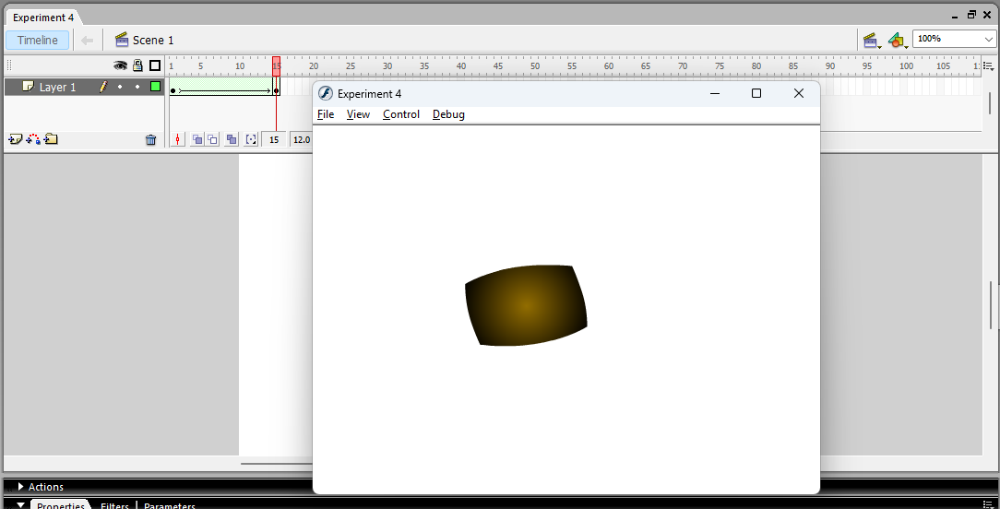 Experiment 4
Timeline Scene 1 100%
1 5 10 15 20 25 30 35 40 45 50 55 60 65 70 75 80 85 90 95 100 105
Layer 1
Experiment 4
File View Control Debug
15 12.0
Actions
Properties Filters Parameters